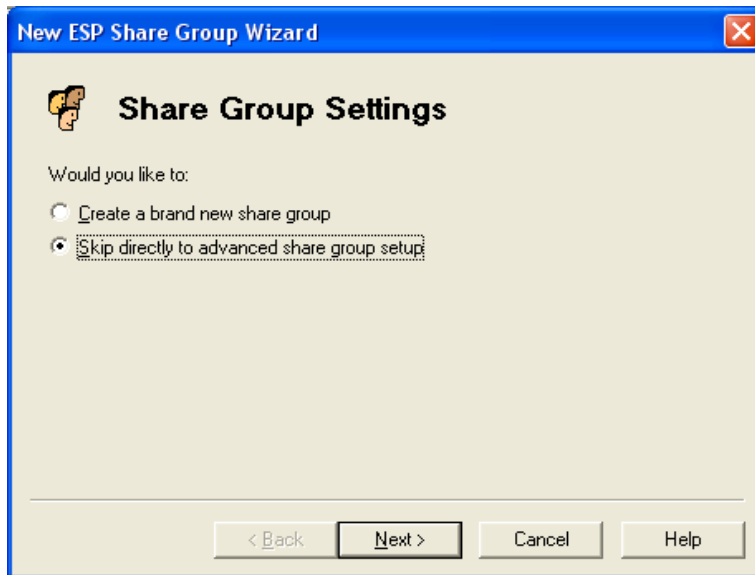 New ESP Share Group Wizard
Share Group Settings
Would you like to:
Create a brand new share group
Skip directly to advanced share group setup
< Back Next > Cancel Help